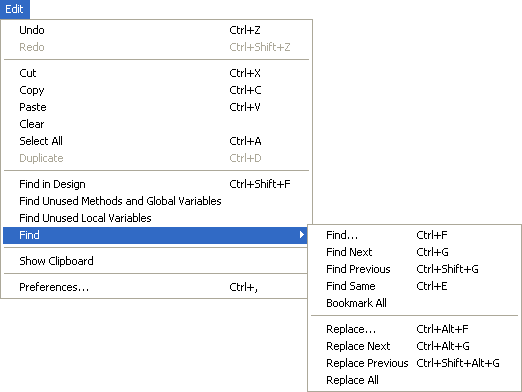 Edit
Undo Ctrl+Z
Redo Ctrl+Shift+Z
Cut Ctrl+X
Copy Ctrl+C
Paste Ctrl+V
Clear
Select All Ctrl+A
Duplicate Ctrl+D
Find in Design Ctrl+Shift+F
Find Unused Methods and Global Variables
Find Unused Local Variables
Find
Show Clipboard
Preferences... Ctrl+,
Find... Ctrl+F
Find Next Ctrl+G
Find Previous Ctrl+Shift+G
Find Same Ctrl+E
Bookmark All
Replace... Ctrl+Alt+F
Replace Next Ctrl+Alt+G
Replace Previous Ctrl+Shift+Alt+G
Replace All